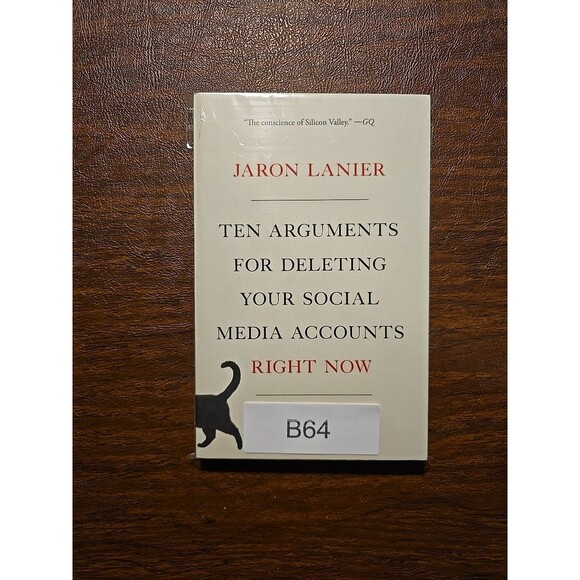 "The conscience of Silicon Valley." —GQ
JARON LANIER
TEN ARGUMENTS
FOR DELETING
YOUR SOCIAL
MEDIA ACCOUNTS
RIGHT NOW
B64